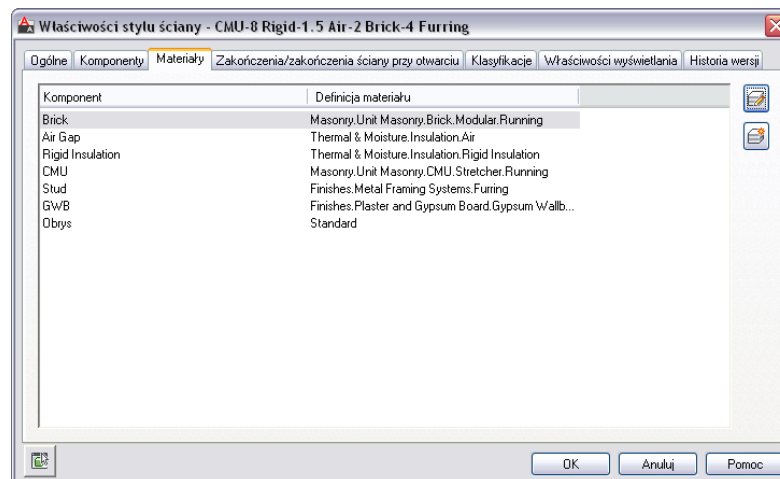 Właściwości stylu ściany - CMU-8 Rigid-1.5 Air-2 Brick-4 Furring
Ogólne Komponenty Materiały Zakończenia/zakończenia ściany przy otwarciu Klasyfikacje Właściwości wyświetlania Historia wersji
Komponent Definicja materiału
Brick Masonry.Unit Masonry.Brick.Modular.Running
Air Gap Thermal & Moisture.Insulation.Air
Rigid Insulation Thermal & Moisture.Insulation.Rigid Insulation
CMU Masonry.Unit Masonry.CMU.Stretcher.Running
Stud Finishes.Metal Framing Systems.Furring
GWB Finishes.Plaster and Gypsum Board.Gypsum Wallb...
Obrys Standard
OK Anuluj Pomoc